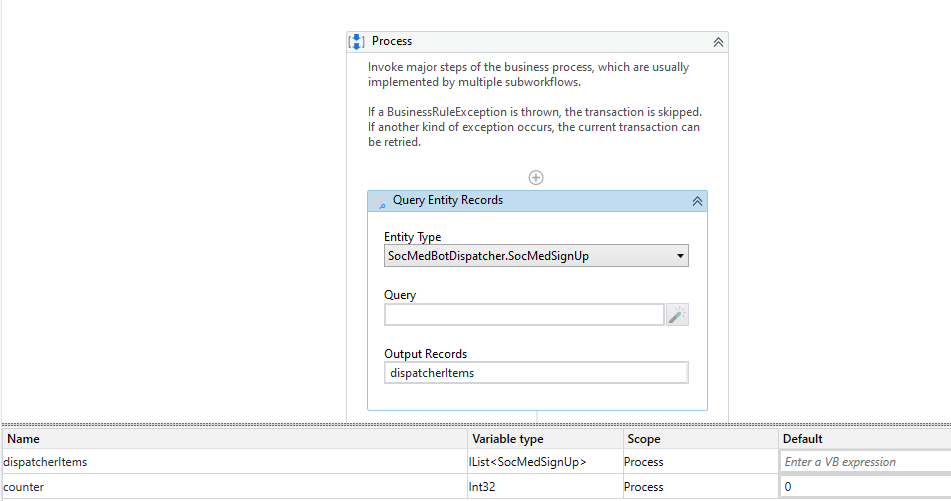 Process
Invoke major steps of the business process, which are usually
implemented by multiple subworkflows.
If a BusinessRuleException is thrown, the transaction is skipped.
If another kind of exception occurs, the current transaction can
be retried.
Query Entity Records
Entity Type
SocMedBotDispatcher.SocMedSignUp
Query
Output Records
dispatcherItems
Name Variable type Scope Default
dispatcherItems IList<SocMedSignUp> Process Enter a VB expression
counter Int32 Process 0